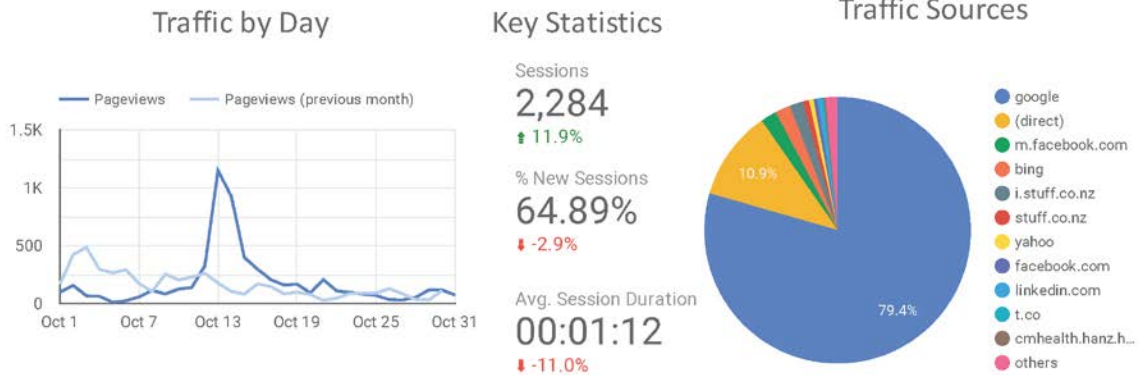 Traffic by Day
Pageviews
Pageviews (previous month)
1.5K
1K
500
0
Oct 1
Oct 7
Oct 13
Oct 19
Oct 25
Oct 31
Key Statistics
Sessions
2,284
11.9%
% New Sessions
64.89%
-2.9%
Avg. Session Duration
00:01:12
-11.0%
Traffic Sources
10.9%
79.4%
google
(direct)
m.facebook.com
bing
i.stuff.co.nz
stuff.co.nz
yahoo
facebook.com
linkedin.com
t.co
cmhealth.hanz.h...
others